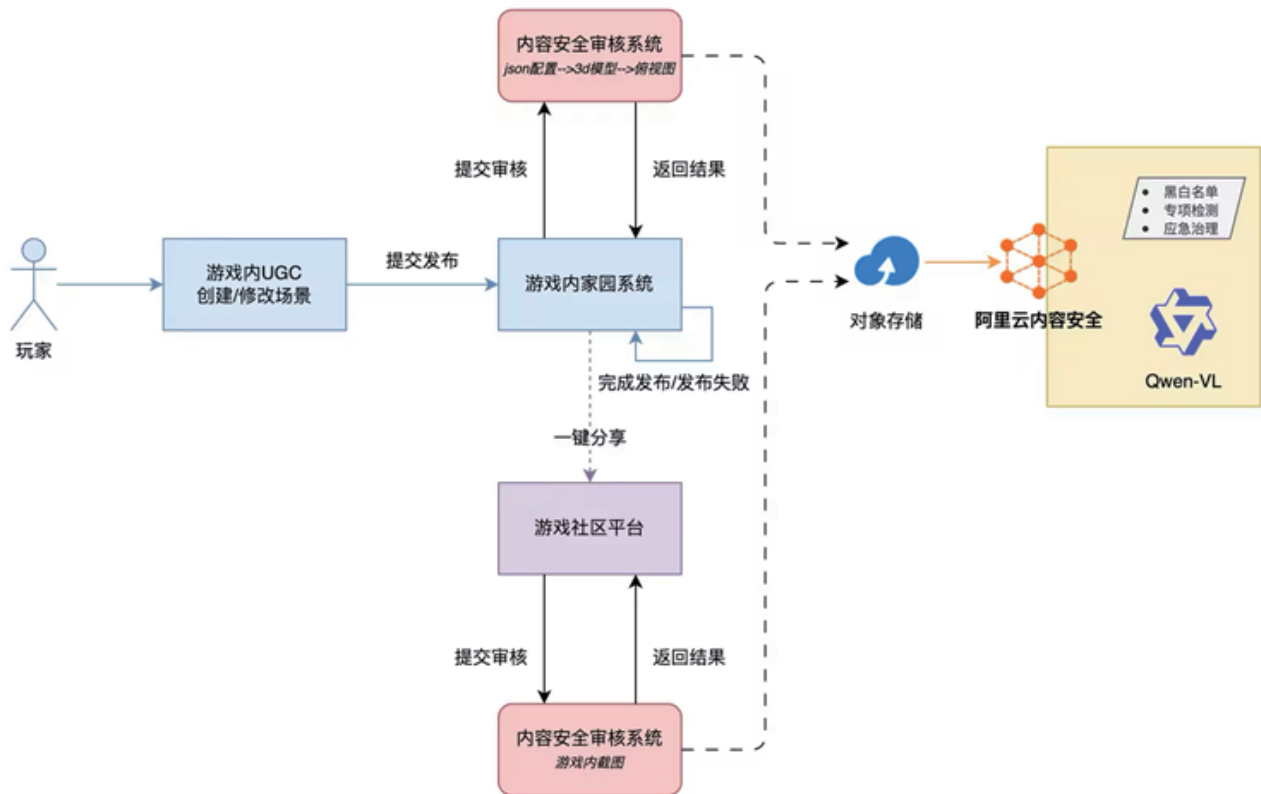 内容安全审核系统
json配置-->3d模型-->俯视图
提交审核
返回结果
黑白名单
专项检测
应急治理
玩家
游戏内UGC
创建/修改场景
提交发布
游戏内家园系统
完成发布/发布失败
对象存储
阿里云内容安全
Qwen-VL
一键分享
游戏社区平台
提交审核
返回结果
内容安全审核系统
游戏内截图